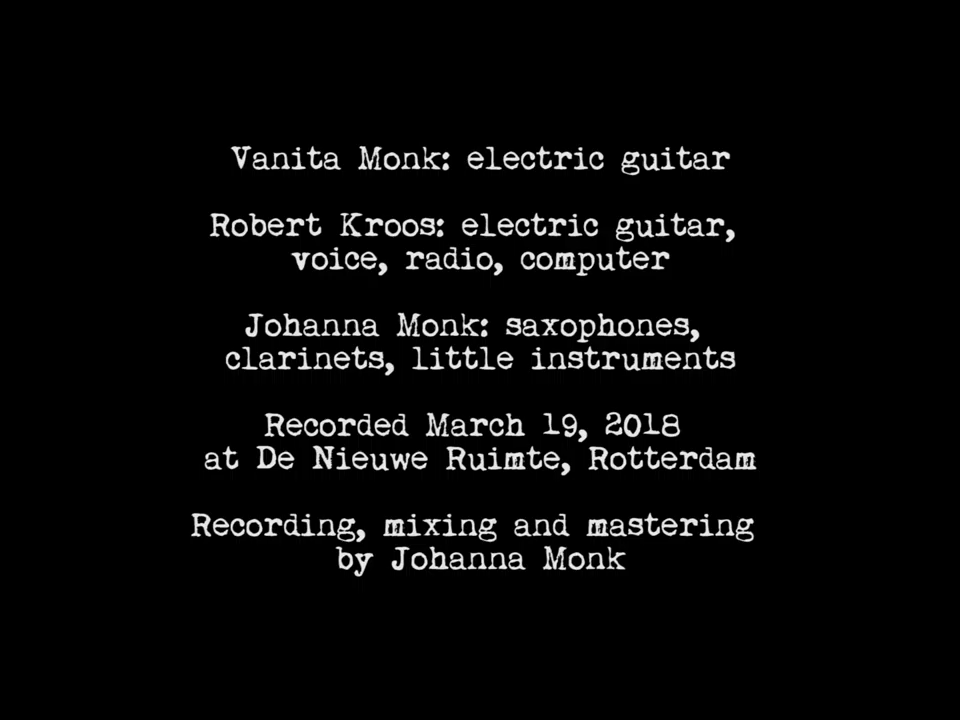 Vanita Monk: electric guitar
Robert Kroos: electric guitar,
voice, radio, computer
Johanna Monk: saxophones,
clarinets, little instruments
Recorded March 19, 2018
at De Nieuwe Ruimte, Rotterdam
Recording, mixing and mastering
by Johanna Monk